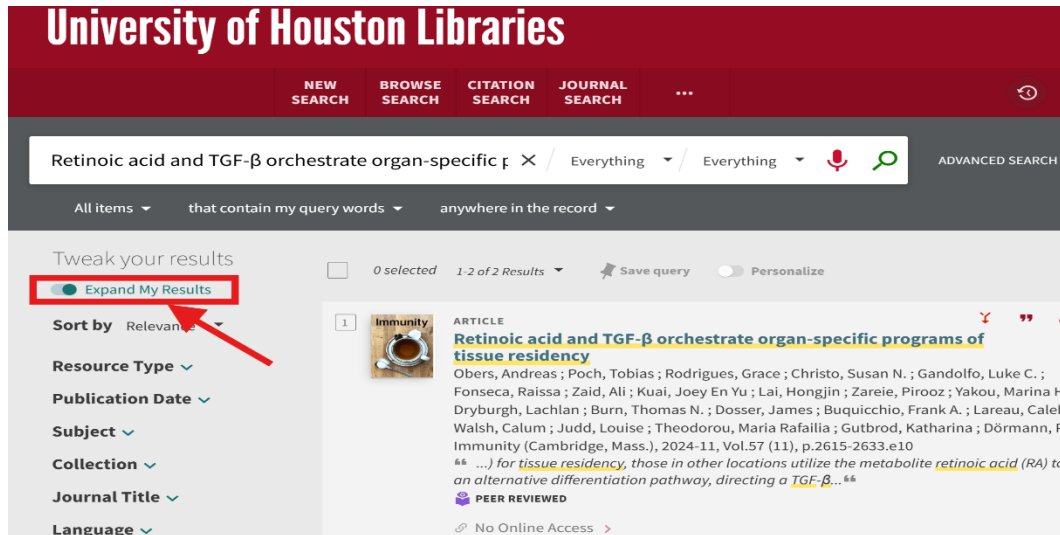 University of Houston Libraries
NEW SEARCH
BROWSE SEARCH
CITATION SEARCH
JOURNAL SEARCH
...
Retinoic acid and TGF-β orchestrate organ-specific
Everything
Everything
ADVANCED SEARCH
All items
that contain my query words
anywhere in the record
Tweak your results
Expand My Results
Sort by Relevance
Resource Type
Publication Date
Subject
Collection
Journal Title
Language
0 selected 1-2 of 2 Results Save query Personalize
1
Immunity
ARTICLE
Retinoic acid and TGF-β orchestrate organ-specific programs of
tissue residency
Obers, Andreas ; Poch, Tobias ; Rodrigues, Grace ; Christo, Susan N. ; Gandolfo, Luke C. ;
Fonseca, Raissa ; Zaid, Ali ; Kuai, Joey En Yu ; Lai, Hongjin ; Zareie, Pirooz ; Yakou, Marina
Dryburgh, Lachlan ; Burn, Thomas N. ; Dosser, James ; Buquicchio, Frank A. ; Lareau,
Walsh, Calum ; Judd, Louise ; Theodorou, Maria Rafailia ; Gutbrod, Katharina ; Dörmann,
Immunity (Cambridge, Mass.), 2024-11, Vol.57 (11), p.2615-2633.e10
...) for tissue residency, those in other locations utilize the metabolite retinoic acid (RA)
an alternative differentiation pathway, directing a TGF-β...
PEER REVIEWED
No Online Access